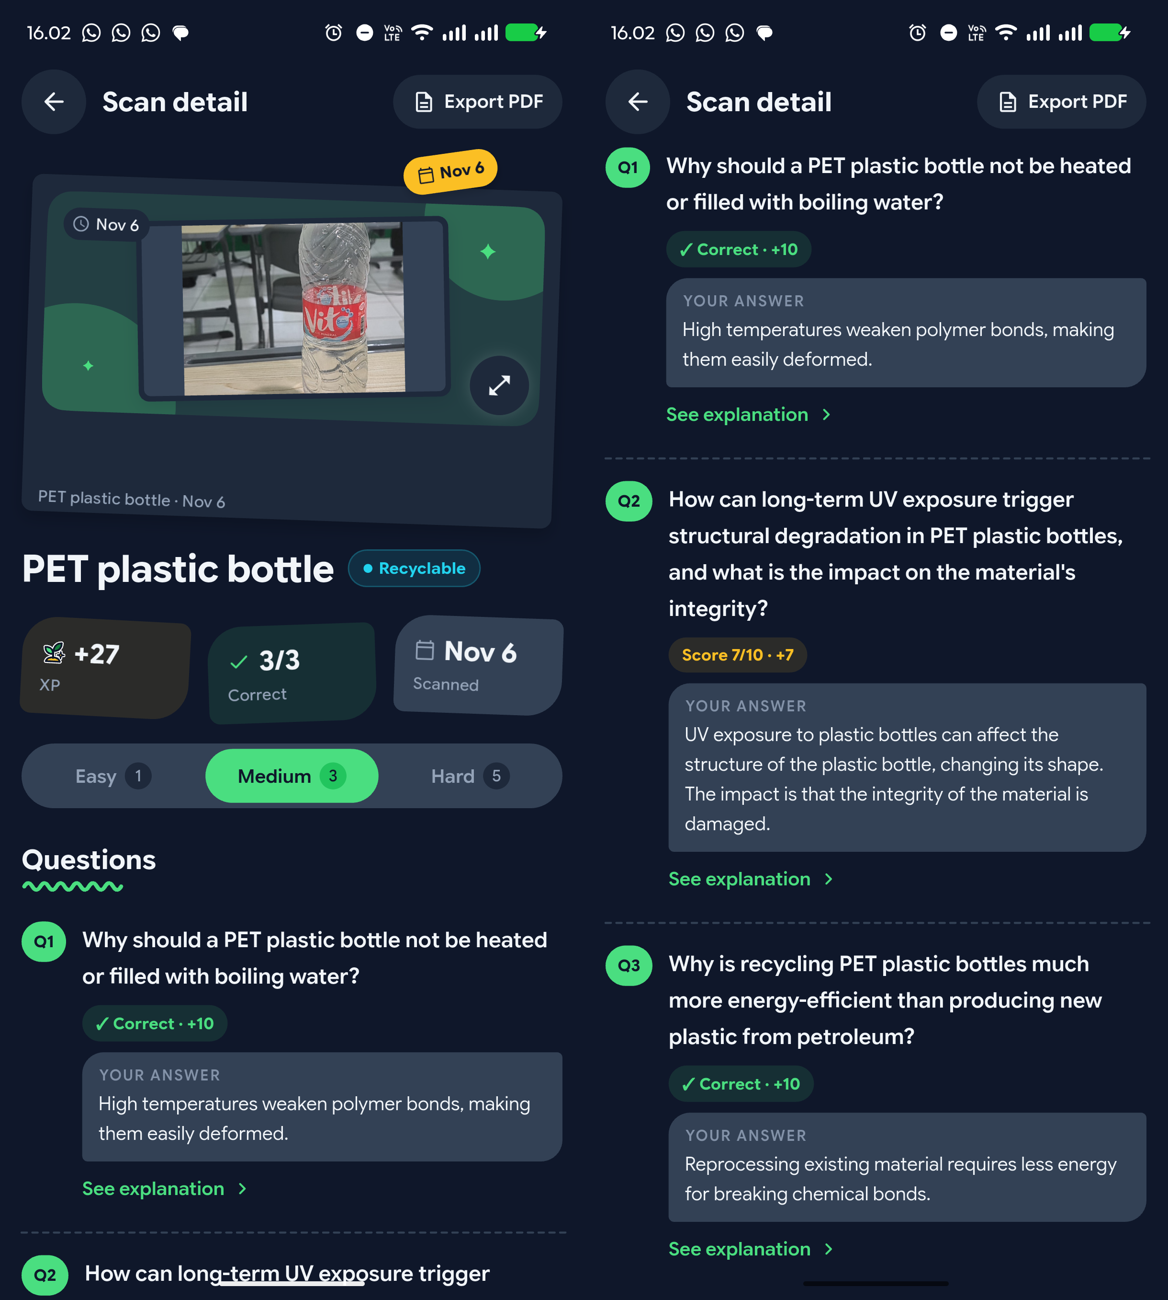 16.02
Vo
LTE
Scan detail
Export PDF
Nov 6
Nov 6
Vit
PET plastic bottle · Nov 6
PET plastic bottle
Recyclable
+27
XP
3/3
Correct
Nov 6
Scanned
Easy 1
Medium 3
Hard 5
Questions
Q1
Why should a PET plastic bottle not be heated
or filled with boiling water?
✓ Correct · +10
YOUR ANSWER
High temperatures weaken polymer bonds, making
them easily deformed.
See explanation
Q2
How can long-term UV exposure trigger
16.02
Vo
LTE
Scan detail
Export PDF
Q1
Why should a PET plastic bottle not be heated
or filled with boiling water?
✓ Correct · +10
YOUR ANSWER
High temperatures weaken polymer bonds, making
them easily deformed.
See explanation
Q2
How can long-term UV exposure trigger
structural degradation in PET plastic bottles,
and what is the impact on the material's
integrity?
Score 7/10 · +7
YOUR ANSWER
UV exposure to plastic bottles can affect the
structure of the plastic bottle, changing its shape.
The impact is that the integrity of the material is
damaged.
See explanation
Q3
Why is recycling PET plastic bottles much
more energy-efficient than producing new
plastic from petroleum?
✓ Correct · +10
YOUR ANSWER
Reprocessing existing material requires less energy
for breaking chemical bonds.
See explanation